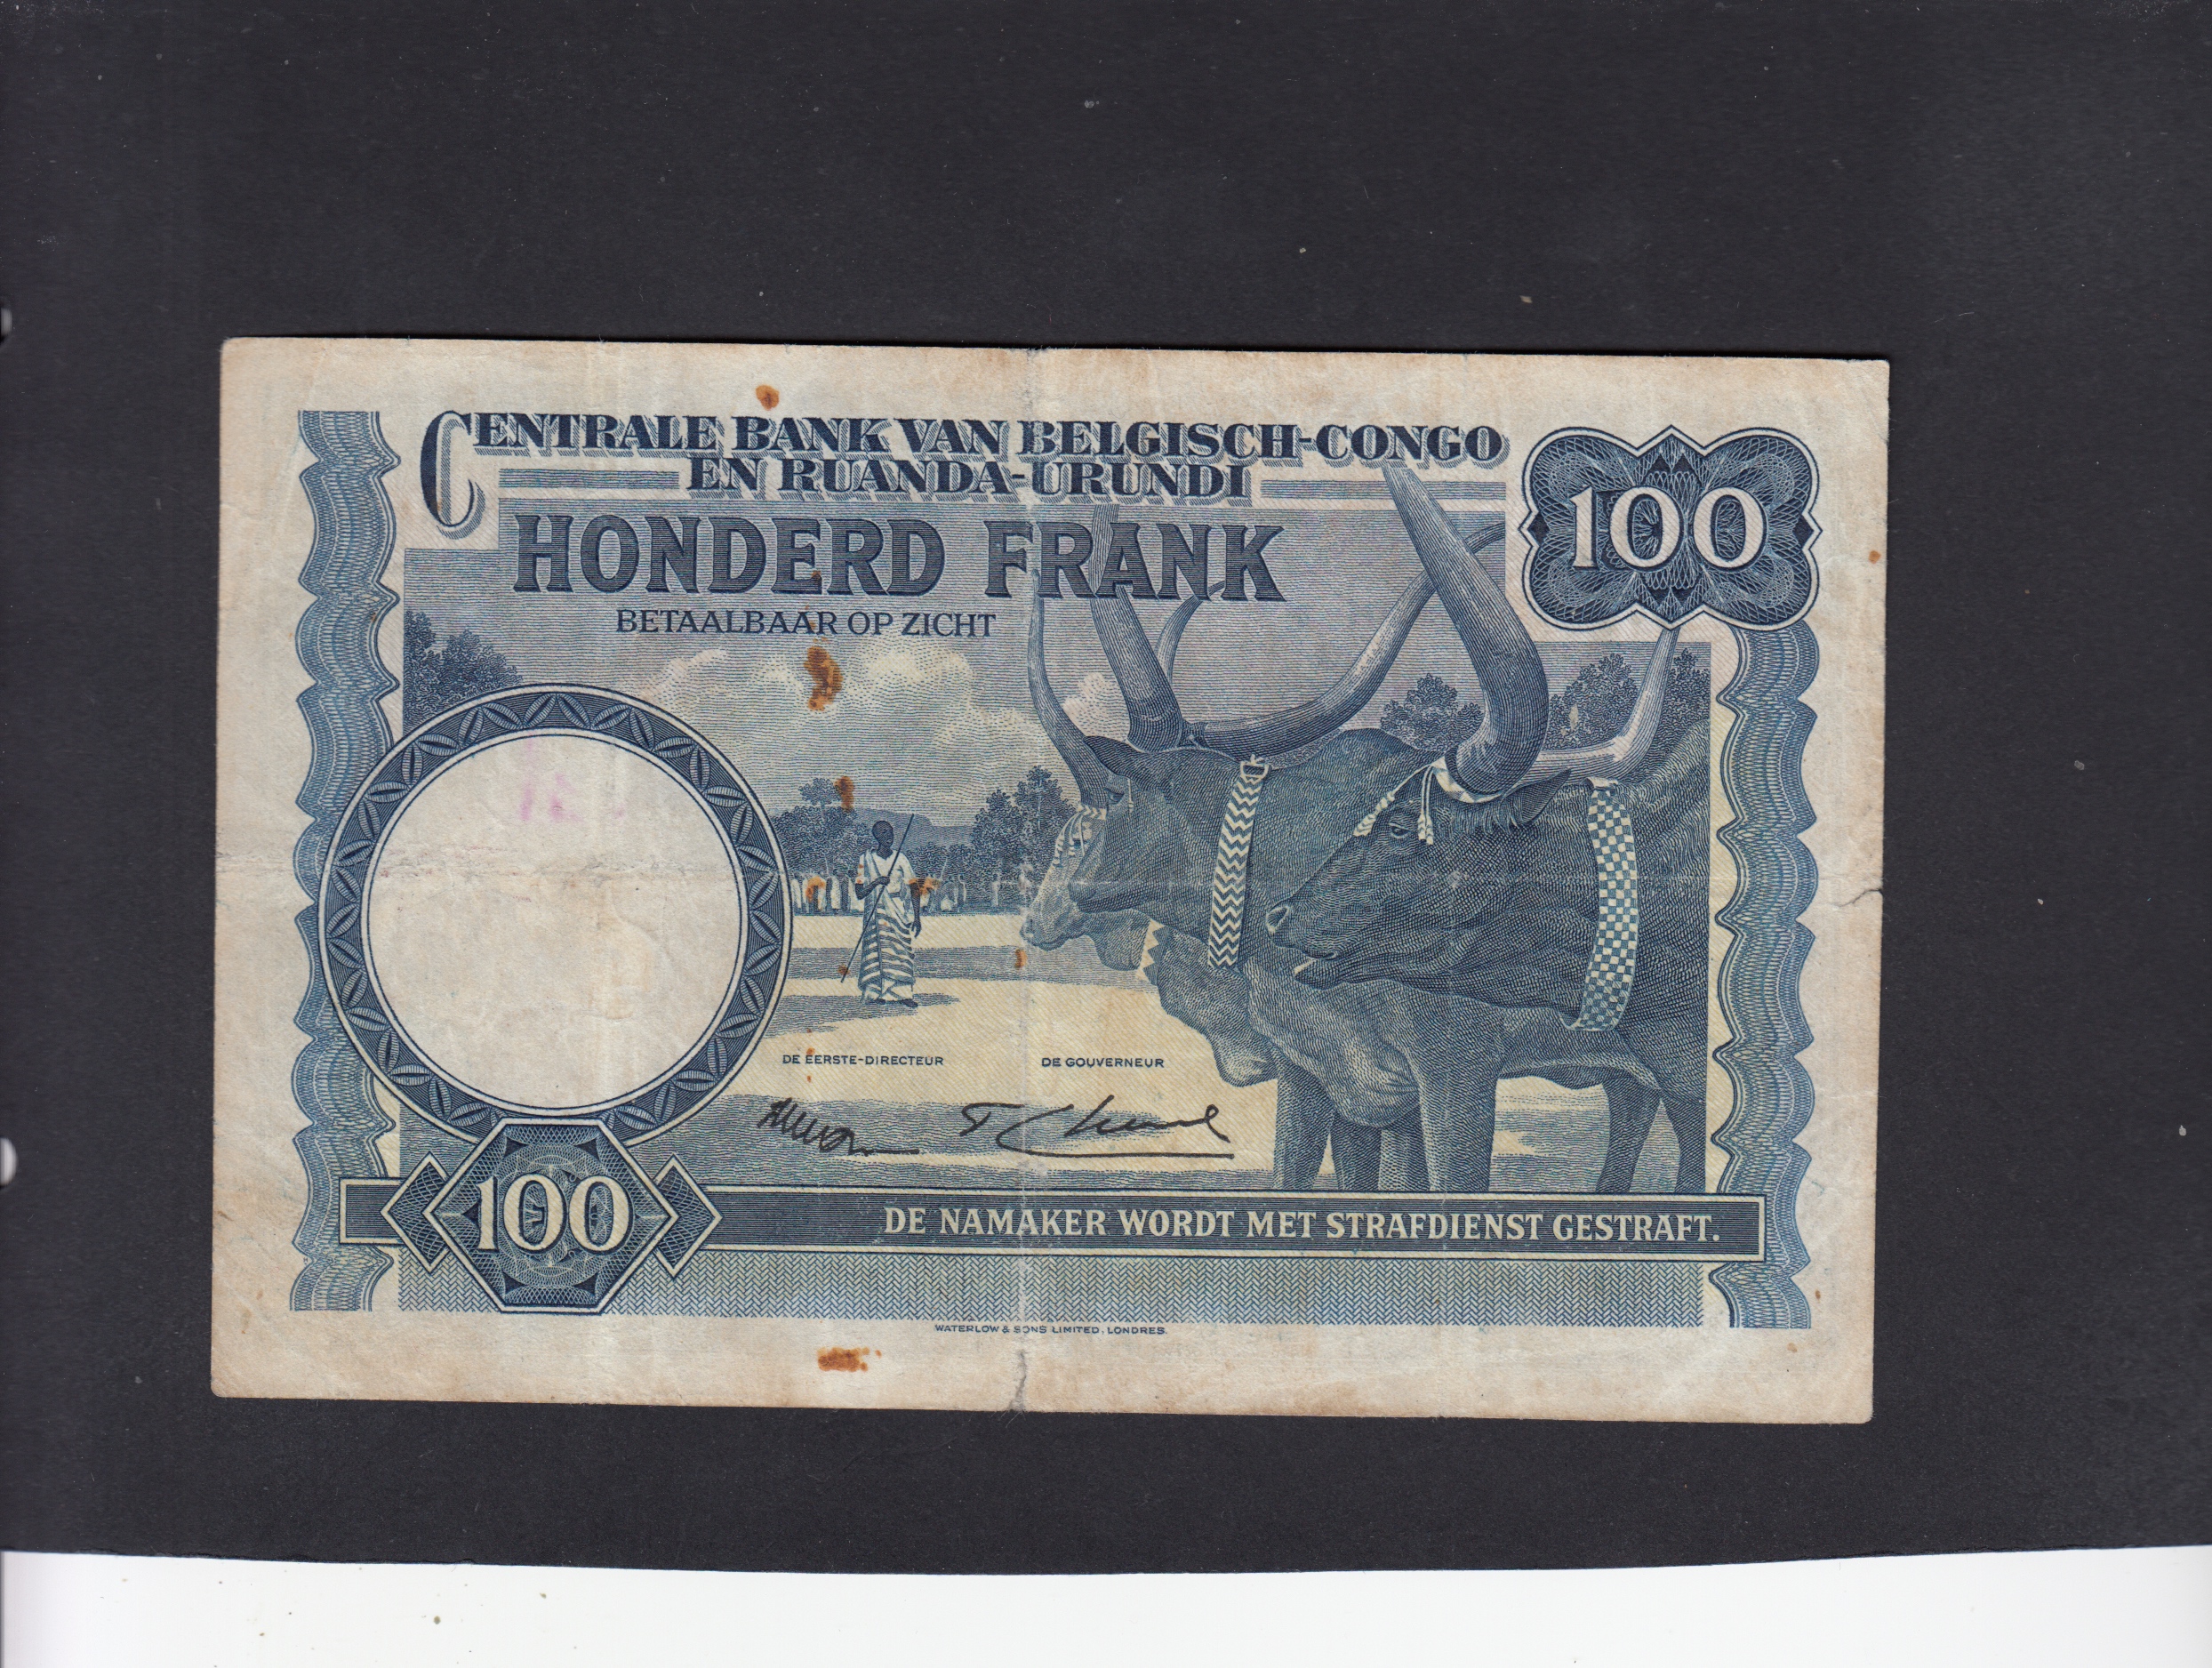 CENTRALE BANK VAN BELGISCH-CONGO
EN RUANDA-URUNDI
100
HONDERD FRANK
BETAALBAAR OP ZICHT
DE EERSTE-DIRECTEUR
DE GOUVERNEUR
100
DE NAMAKER WORDT MET STRAFDIENST GESTRAFT.
WATERLOW & SONS LIMITED, LONDRES.